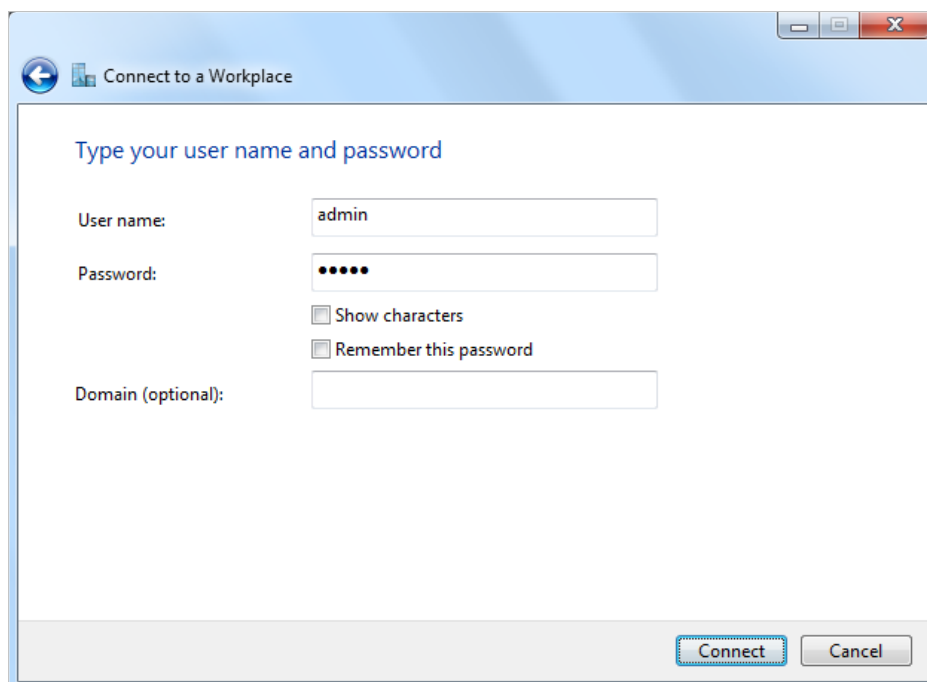 Connect to a Workplace
Type your user name and password
User name:
admin
Password:
•••••
Show characters
Remember this password
Domain (optional):
Connect
Cancel